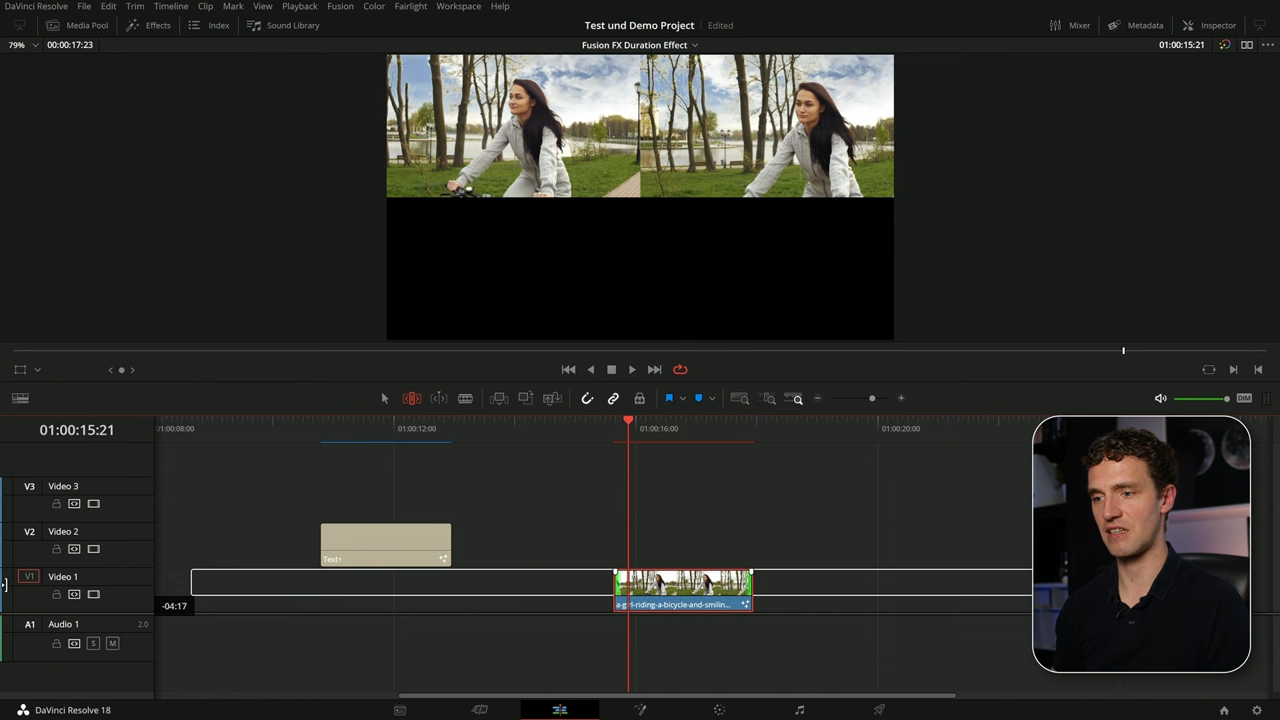 DaVinci Resolve File Edit Trim Timeline Clip Mark View Playback Fusion Color Fairlight Workspace Help
Media Pool Effects Index Sound Library Test und Demo Project Edited Mixer Metadata Inspector
79% 00:00:17:23 Fusion FX Duration Effect 01:00:15:21
DIM
01:00:15:21 01:00:08:00 01:00:12:00 01:00:16:00 01:00:20:00
V3 Video 3
V2 Video 2
Text+
V1 Video 1
a-girl-riding-a-bicycle-and-smilin...
-04:17
A1 Audio 1 2.0
S M
DaVinci Resolve 18